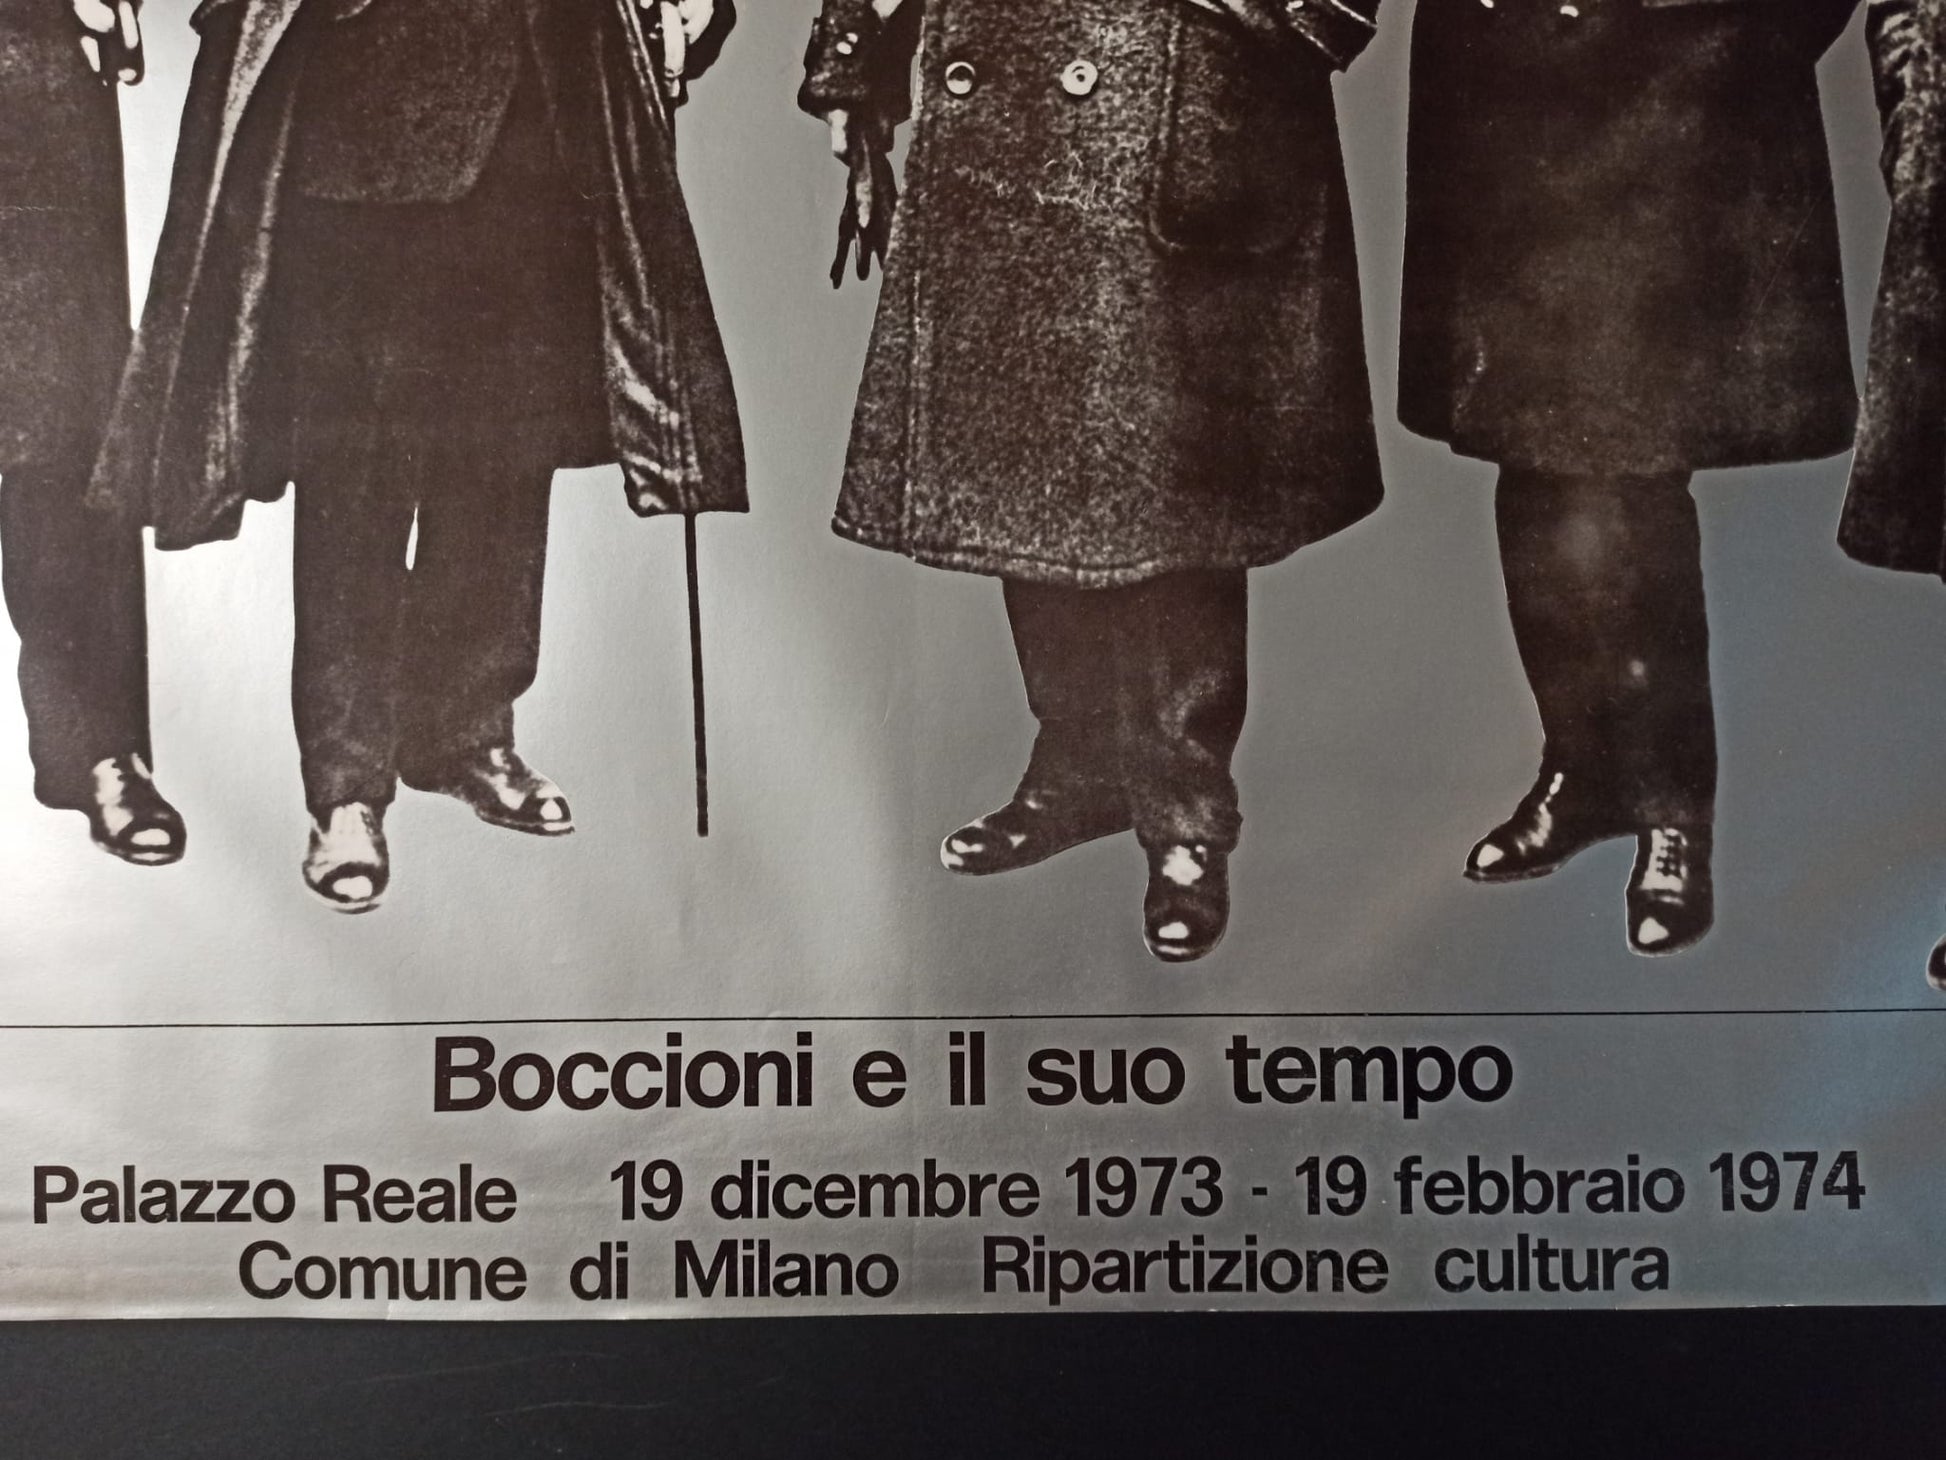 Boccioni e il suo tempo
Palazzo Reale 19 dicembre 1973 - 19 febbraio 1974
Comune di Milano Ripartizione cultura